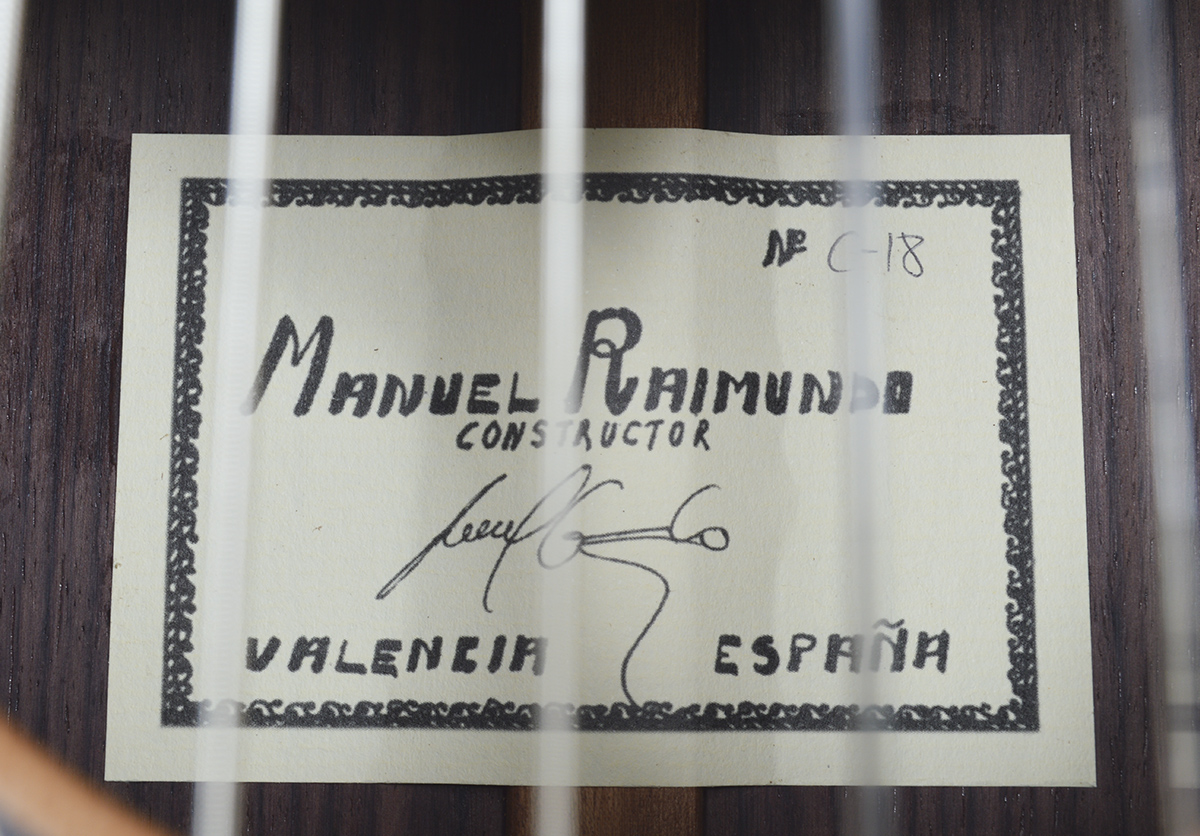 Nº C-18
MANUEL RAIMUNDO
CONSTRUCTOR
VALENCIA ESPAÑA